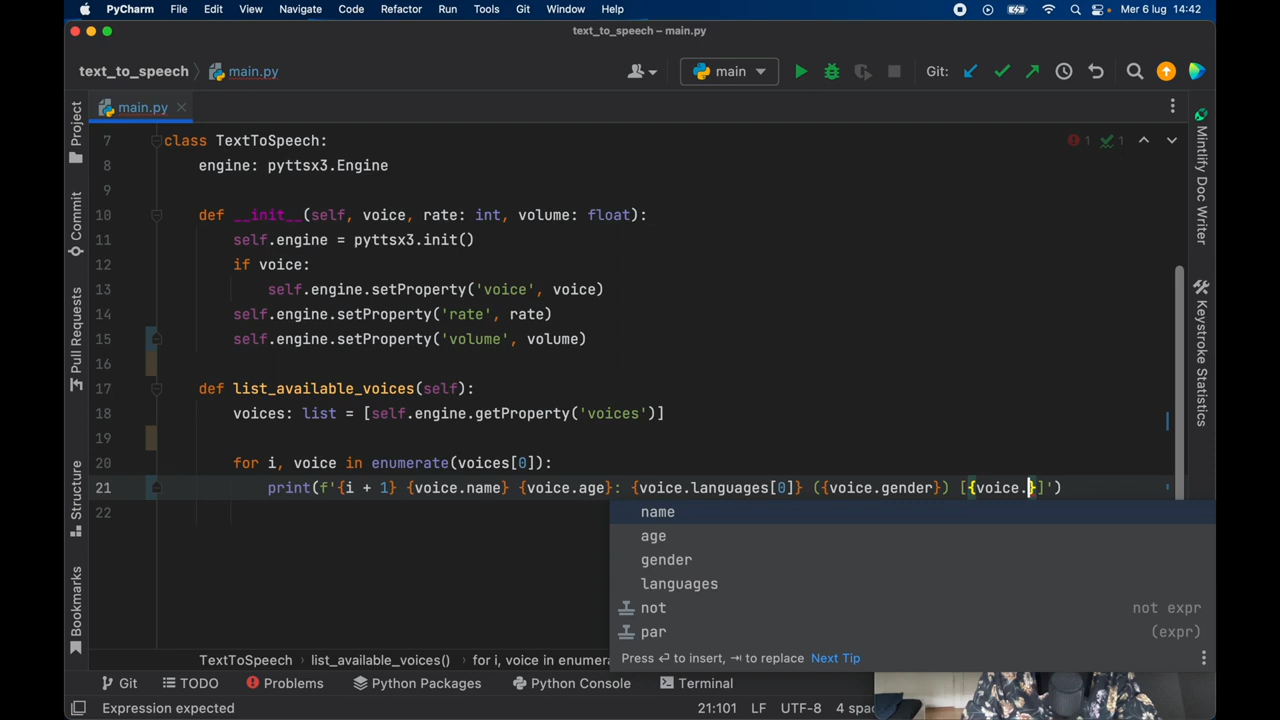 PyCharm File Edit View Navigate Code Refactor Run Tools Git Window Help Mer 6 lug 14:42
text_to_speech – main.py
text_to_speech main.py main Git:
main.py
7 class TextToSpeech: 1 1
8 engine: pyttsx3.Engine
9
10 def __init__(self, voice, rate: int, volume: float):
11 self.engine = pyttsx3.init()
12 if voice:
13 self.engine.setProperty('voice', voice)
14 self.engine.setProperty('rate', rate)
15 self.engine.setProperty('volume', volume)
16
17 def list_available_voices(self):
18 voices: list = [self.engine.getProperty('voices')]
19
20 for i, voice in enumerate(voices[0]):
21 print(f'{i + 1} {voice.name} {voice.age}: {voice.languages[0]} ({voice.gender}) [{voice.}]')
22
name
age
gender
languages
not not expr
par (expr)
Press ⏎ to insert, ⇥ to replace Next Tip
TextToSpeech list_available_voices() for i, voice in enumera
Project
Commit
Pull Requests
Structure
Bookmarks
Mintlify Doc Writer
Keystroke Statistics
Git TODO Problems Python Packages Python Console Terminal
Expression expected 21:101 LF UTF-8 4 spac